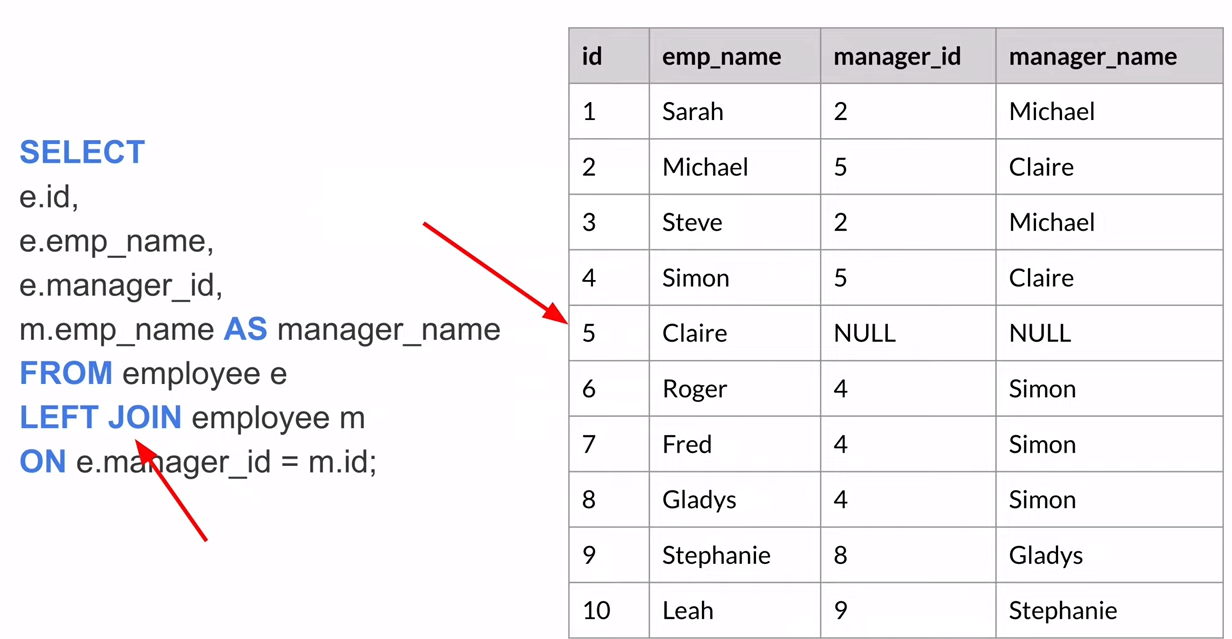 SELECT
e.id,
e.emp_name,
e.manager_id,
m.emp_name AS manager_name
FROM employee e
LEFT JOIN employee m
ON e.manager_id = m.id;
id emp_name manager_id manager_name
1 Sarah 2 Michael
2 Michael 5 Claire
3 Steve 2 Michael
4 Simon 5 Claire
5 Claire NULL NULL
6 Roger 4 Simon
7 Fred 4 Simon
8 Gladys 4 Simon
9 Stephanie 8 Gladys
10 Leah 9 Stephanie